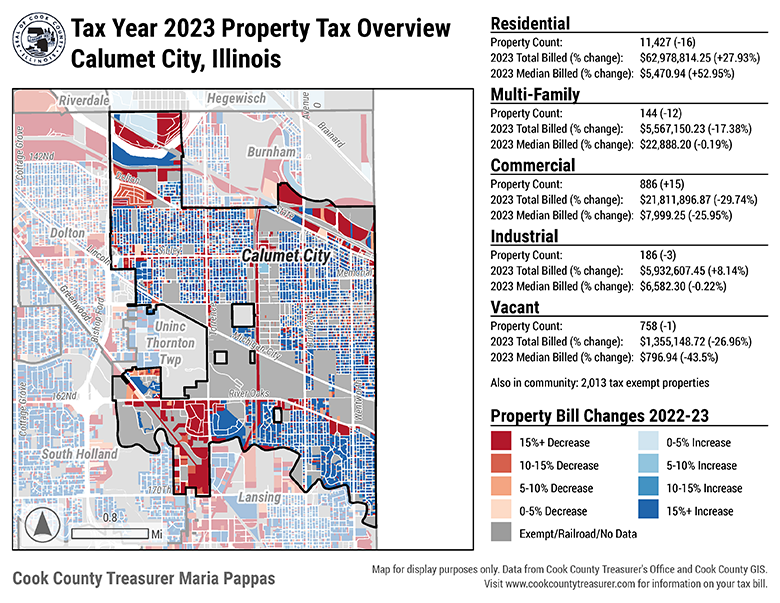 Tax Year 2023 Property Tax Overview
Calumet City, Illinois
Riverdale
Hegewisch
Avenue O
Brainard
Cottage Grove
142Nd
Burnham
State
Dolton
Lincoln
Sibley
Calumet City
Memorial
Greenwood
Bishop Ford
Uninc
Thornton
Twp
Torrence
Michigan City
Wentworth
162Nd
River Oaks
Cottage Grove
South Holland
170Th
Lansing
0.8
Mi
Residential
Property Count: 11,427 (-16)
2023 Total Billed (% change): $62,978,814.25 (+27.93%)
2023 Median Billed (% change): $5,470.94 (+52.95%)
Multi-Family
Property Count: 144 (-12)
2023 Total Billed (% change): $5,567,150.23 (-17.38%)
2023 Median Billed (% change): $22,888.20 (-0.19%)
Commercial
Property Count: 886 (+15)
2023 Total Billed (% change): $21,811,896.87 (-29.74%)
2023 Median Billed (% change): $7,999.25 (-25.95%)
Industrial
Property Count: 186 (-3)
2023 Total Billed (% change): $5,932,607.45 (+8.14%)
2023 Median Billed (% change): $6,582.30 (-0.22%)
Vacant
Property Count: 758 (-1)
2023 Total Billed (% change): $1,355,148.72 (-26.96%)
2023 Median Billed (% change): $796.94 (-43.5%)
Also in community: 2,013 tax exempt properties
Property Bill Changes 2022-23
15%+ Decrease
10-15% Decrease
5-10% Decrease
0-5% Decrease
Exempt/Railroad/No Data
0-5% Increase
5-10% Increase
10-15% Increase
15%+ Increase
Cook County Treasurer Maria Pappas
Map for display purposes only. Data from Cook County Treasurer's Office and Cook County GIS.
Visit www.cookcountytreasurer.com for information on your tax bill.